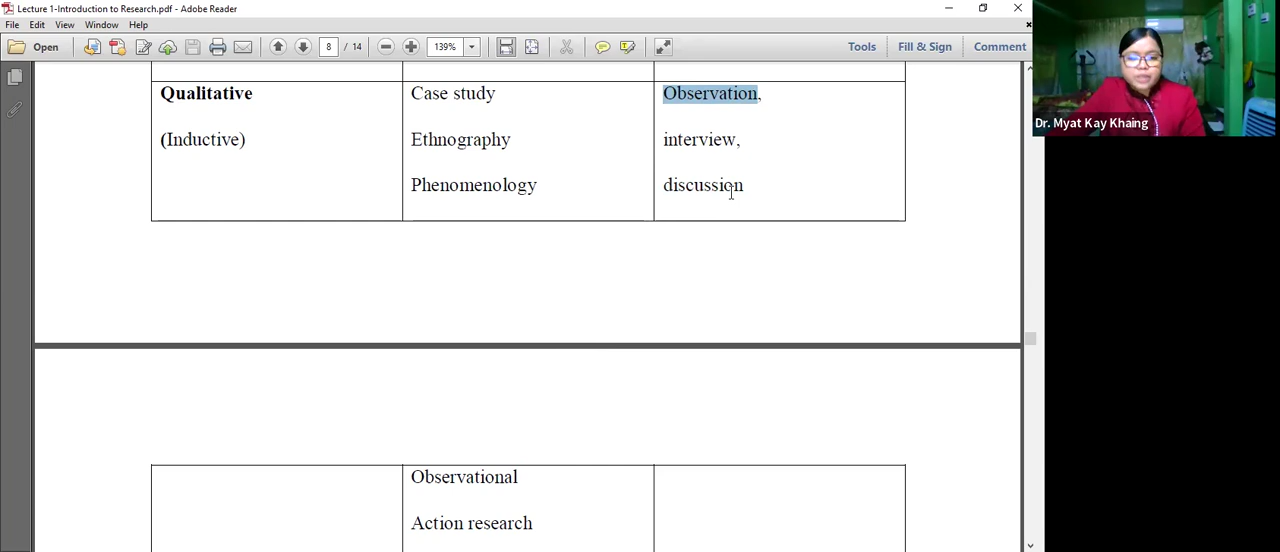 Lecture 1-Introduction to Research.pdf - Adobe Reader
File Edit View Window Help
Open 8 / 14 139% Tools Fill & Sign Comment
Dr. Myat Kay Khaing
Qualitative Case study Observation,
(Inductive) Ethnography interview,
Phenomenology discussion
Observational
Action research